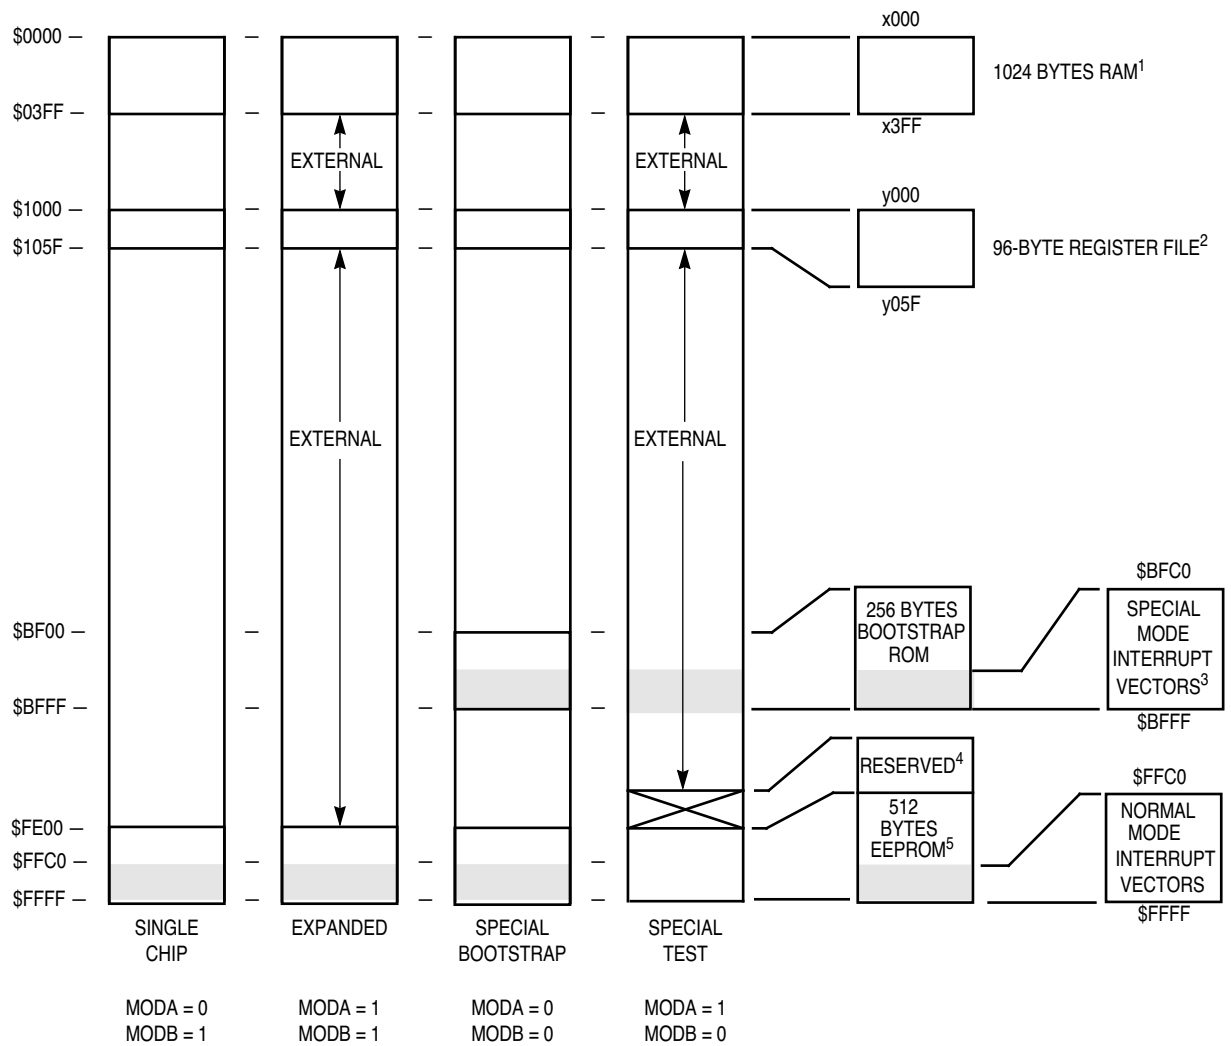 $0000
$03FF
$1000
$105F
$BF00
$BFFF
$FE00
$FFC0
$FFFF
EXTERNAL
EXTERNAL
EXTERNAL
EXTERNAL
x000
1024 BYTES RAM1
x3FF
y000
96-BYTE REGISTER FILE2
y05F
256 BYTES
BOOTSTRAP
ROM
$BFC0
SPECIAL
MODE
INTERRUPT
VECTORS3
$BFFF
RESERVED4
512
BYTES
EEPROM5
$FFC0
NORMAL
MODE
INTERRUPT
VECTORS
$FFFF
SINGLE
CHIP
MODA = 0
MODB = 1
EXPANDED
MODA = 1
MODB = 1
SPECIAL
BOOTSTRAP
MODA = 0
MODB = 0
SPECIAL
TEST
MODA = 1
MODB = 0